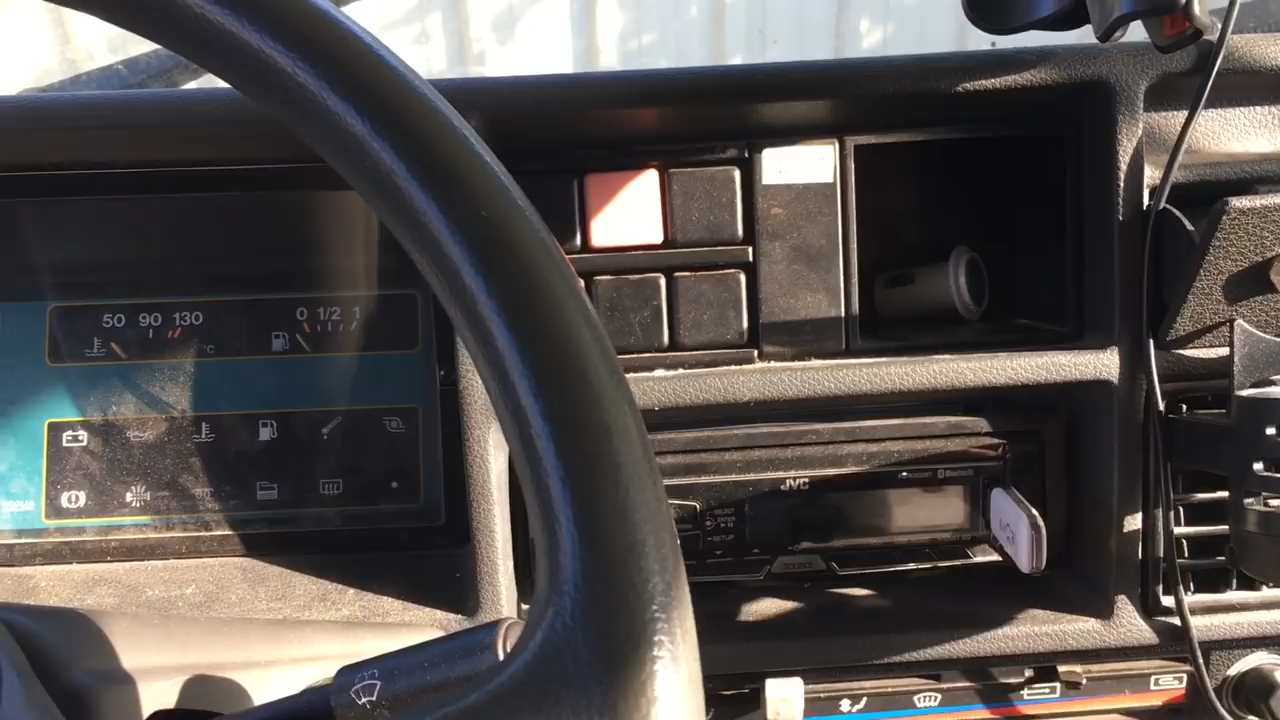 50 90 130
°C
0 1/2 1
JVC
Bluetooth
SELECT
ENTER
SETUP
SOURCE